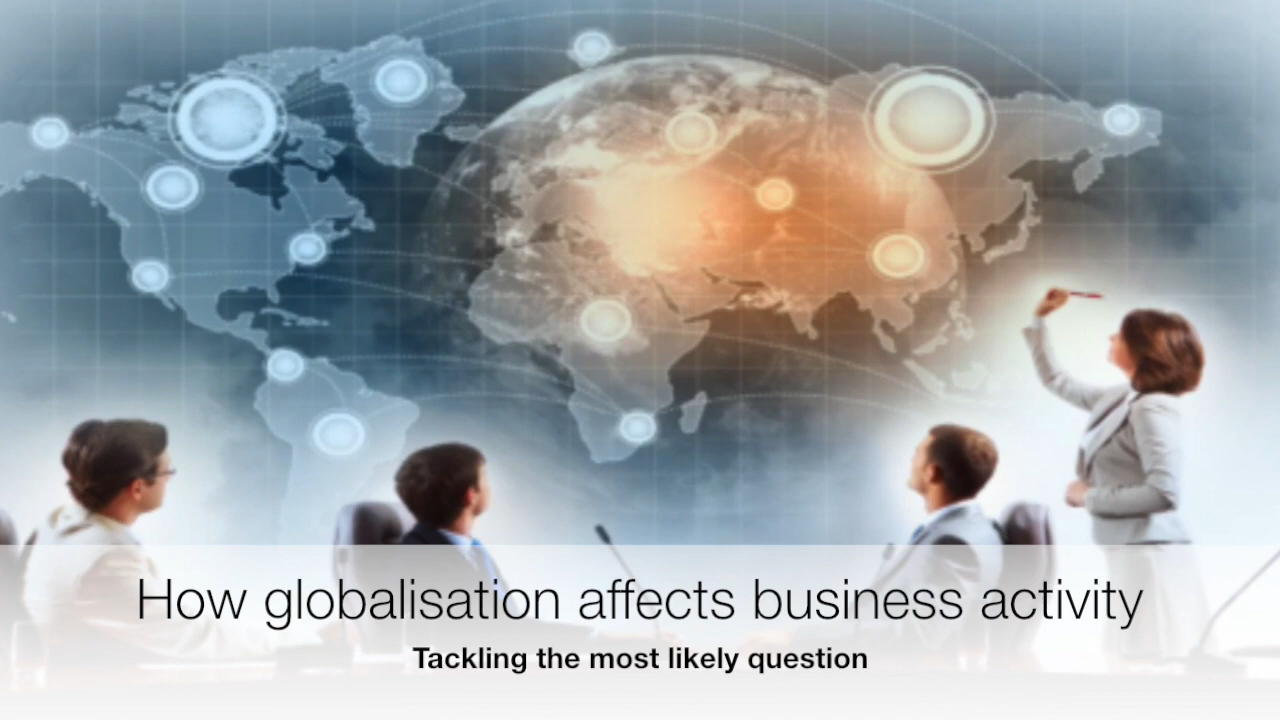 How globalisation affects business activity
Tackling the most likely question